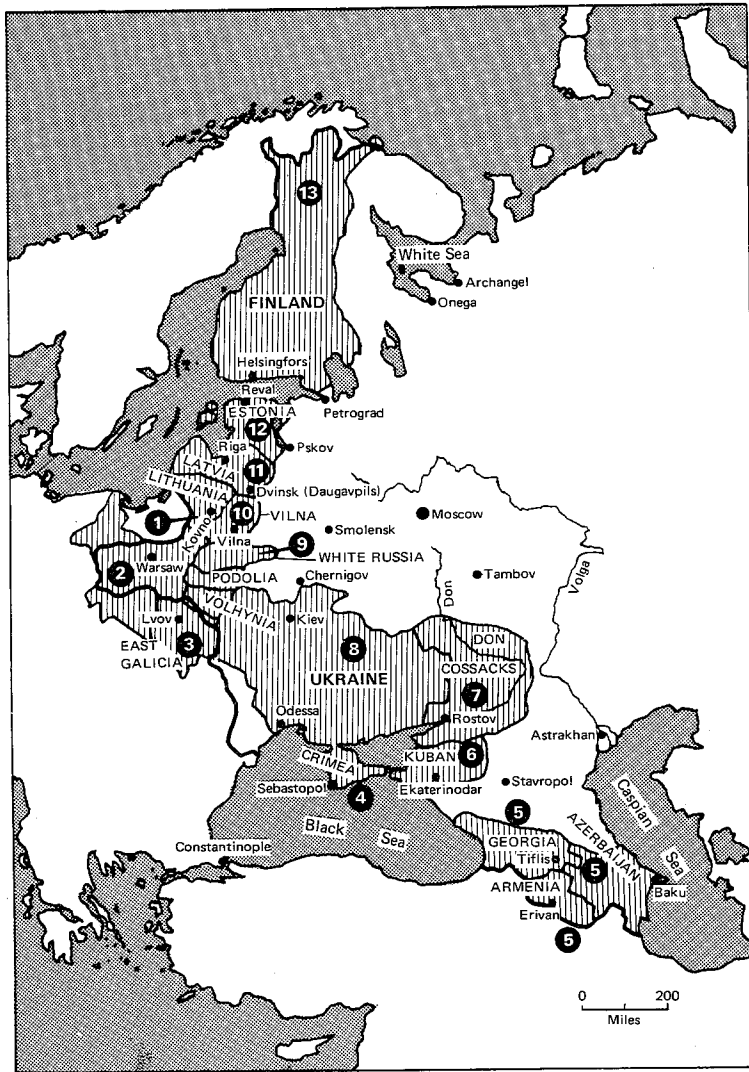 13
White Sea
Archangel
Onega
FINLAND
Helsingfors
Reval
Petrograd
ESTONIA
12
Pskov
Riga
LATVIA
11
LITHUANIA
Dvinsk (Daugavpils)
1
10
VILNA
Moscow
Kovno
Vilna
Smolensk
9
WHITE RUSSIA
2
Warsaw
PODOLIA
Chernigov
Tambov
Don
Volga
VOLHYNIA
Lvov
Kiev
EAST
GALICIA
3
8
UKRAINE
DON
COSSACKS
7
Odessa
Rostov
Astrakhan
CRIMEA
KUBAN
6
Sebastopol
4
Ekaterinodar
Stavropol
5
Black Sea
Caspian Sea
Constantinople
GEORGIA
Tiflis
AZERBAIJAN
5
ARMENIA
Baku
Erivan
5
0 200
Miles